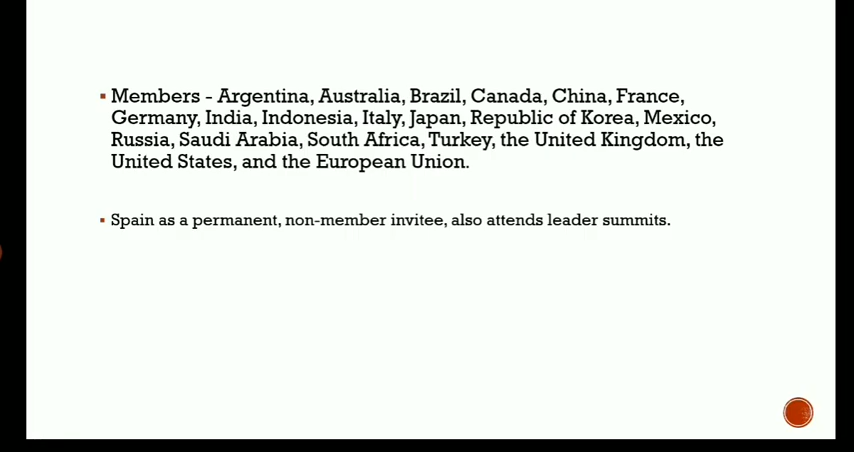 Members - Argentina, Australia, Brazil, Canada, China, France,
Germany, India, Indonesia, Italy, Japan, Republic of Korea, Mexico,
Russia, Saudi Arabia, South Africa, Turkey, the United Kingdom, the
United States, and the European Union.
Spain as a permanent, non-member invitee, also attends leader summits.